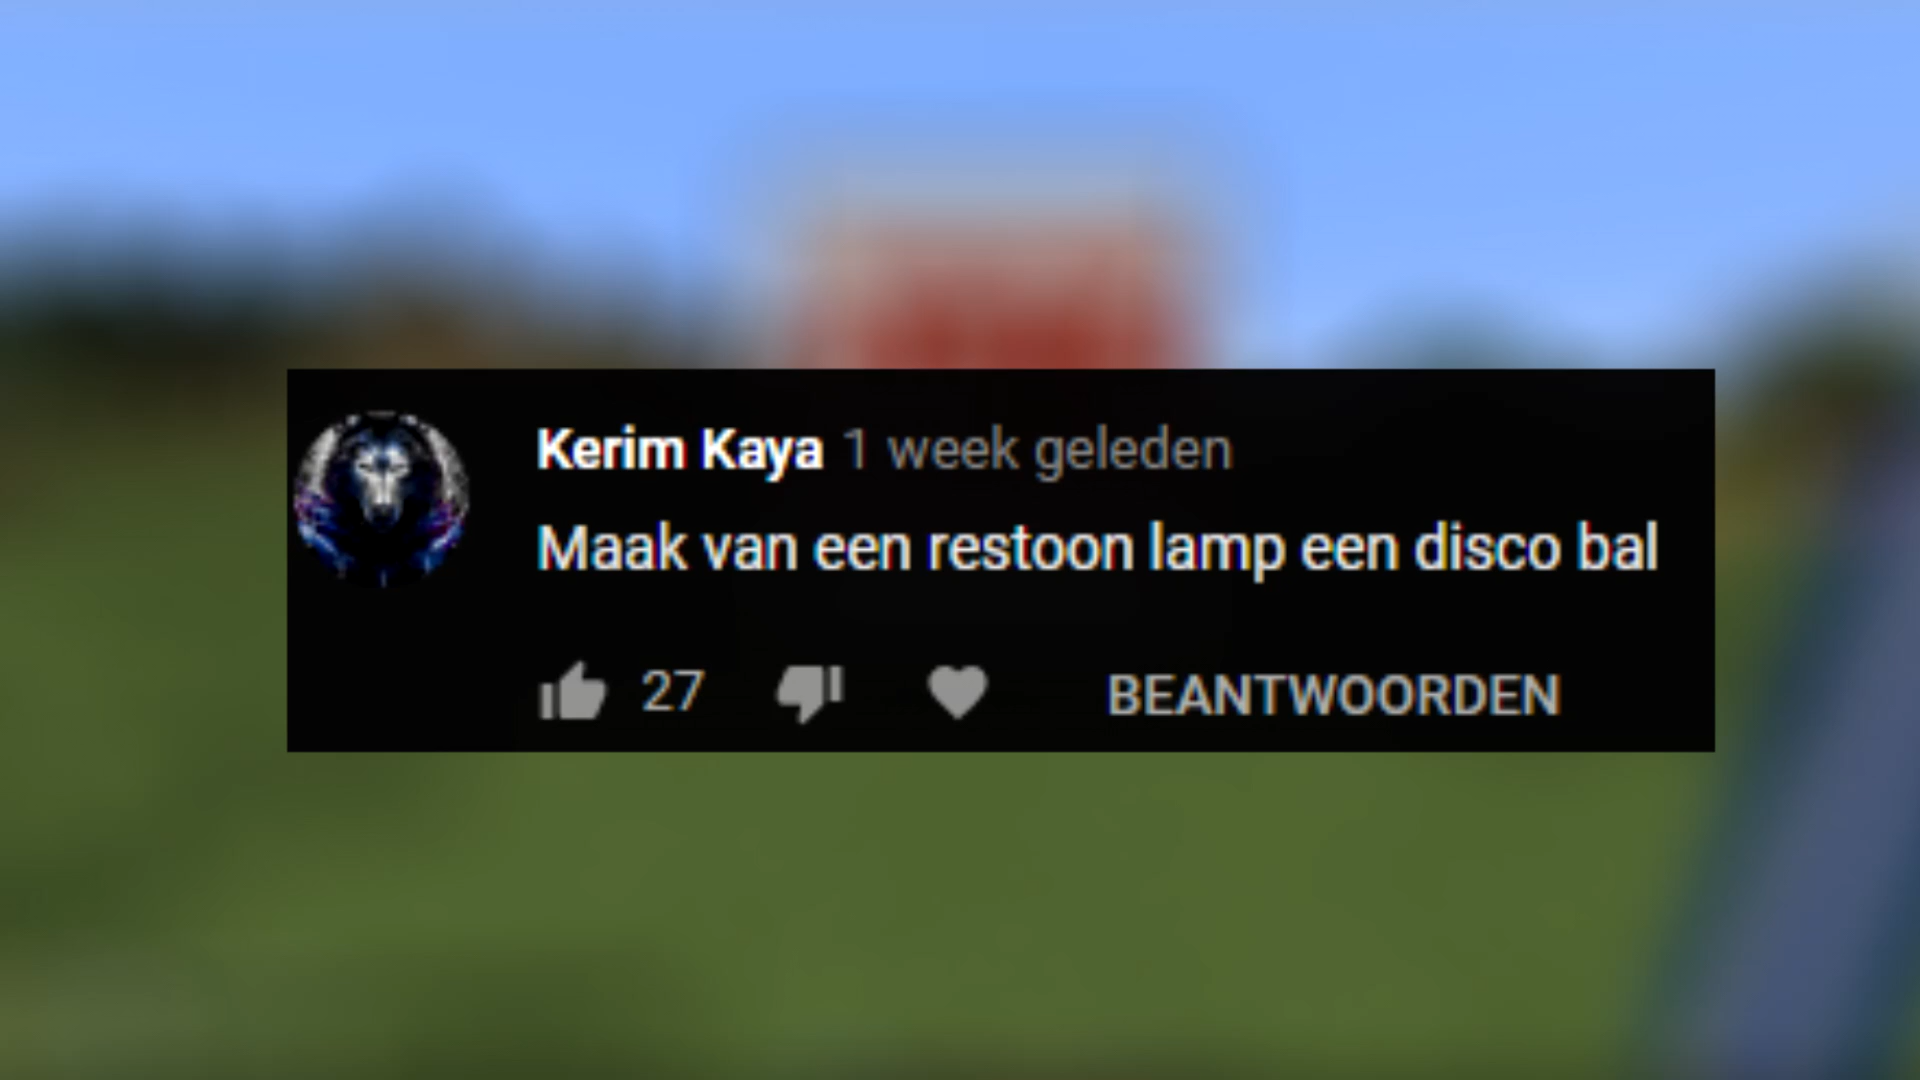 Kerim Kaya 1 week geleden
Maak van een restoon lamp een disco bal
27 BEANTWOORDEN